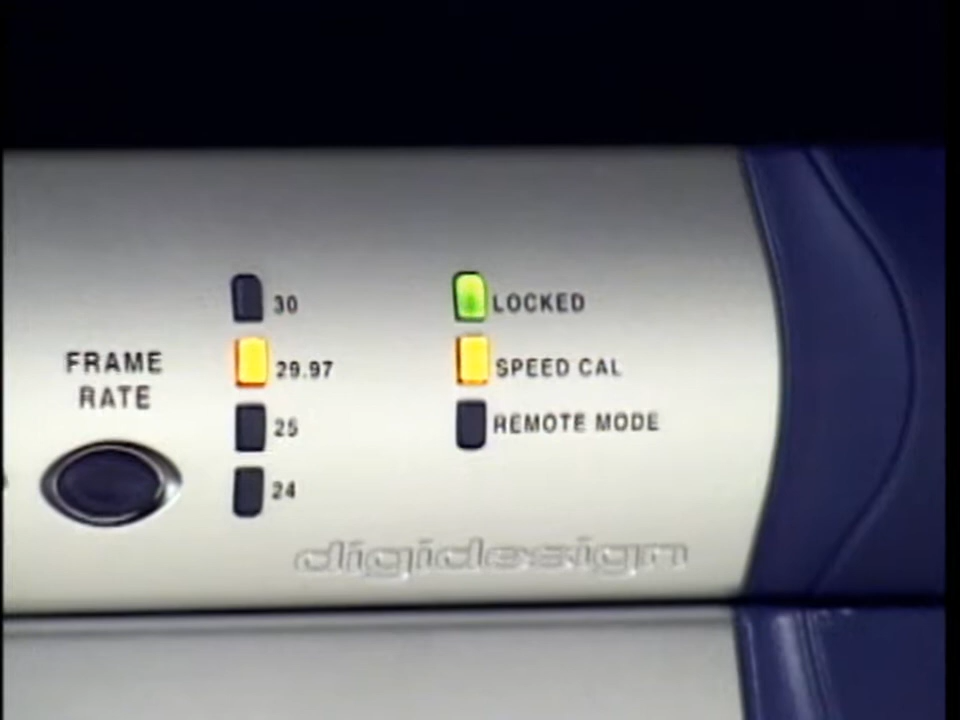 30
LOCKED
FRAME
RATE
29.97
SPEED CAL
25
REMOTE MODE
24
digidesign